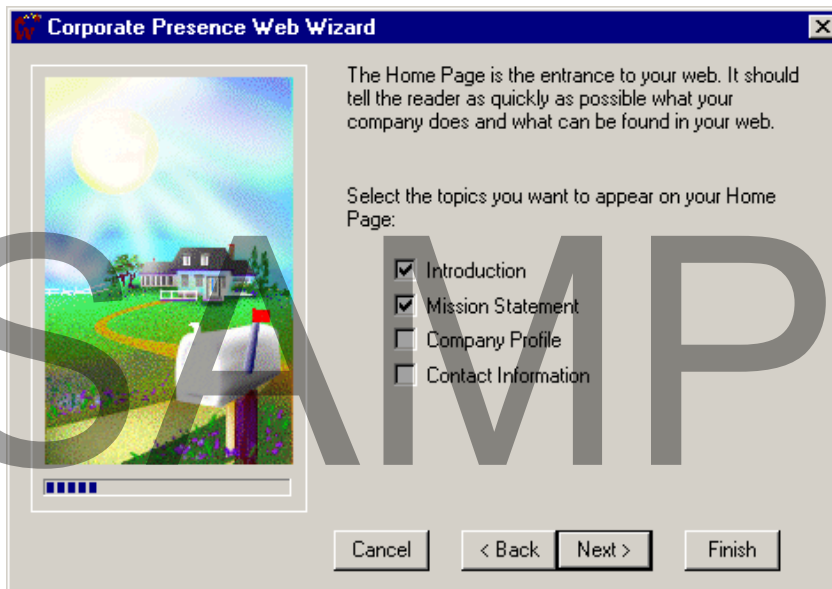 Corporate Presence Web Wizard
The Home Page is the entrance to your web. It should
tell the reader as quickly as possible what your
company does and what can be found in your web.
Select the topics you want to appear on your Home
Page:
Introduction
Mission Statement
Company Profile
Contact Information
Cancel
< Back
Next >
Finish
SAMP